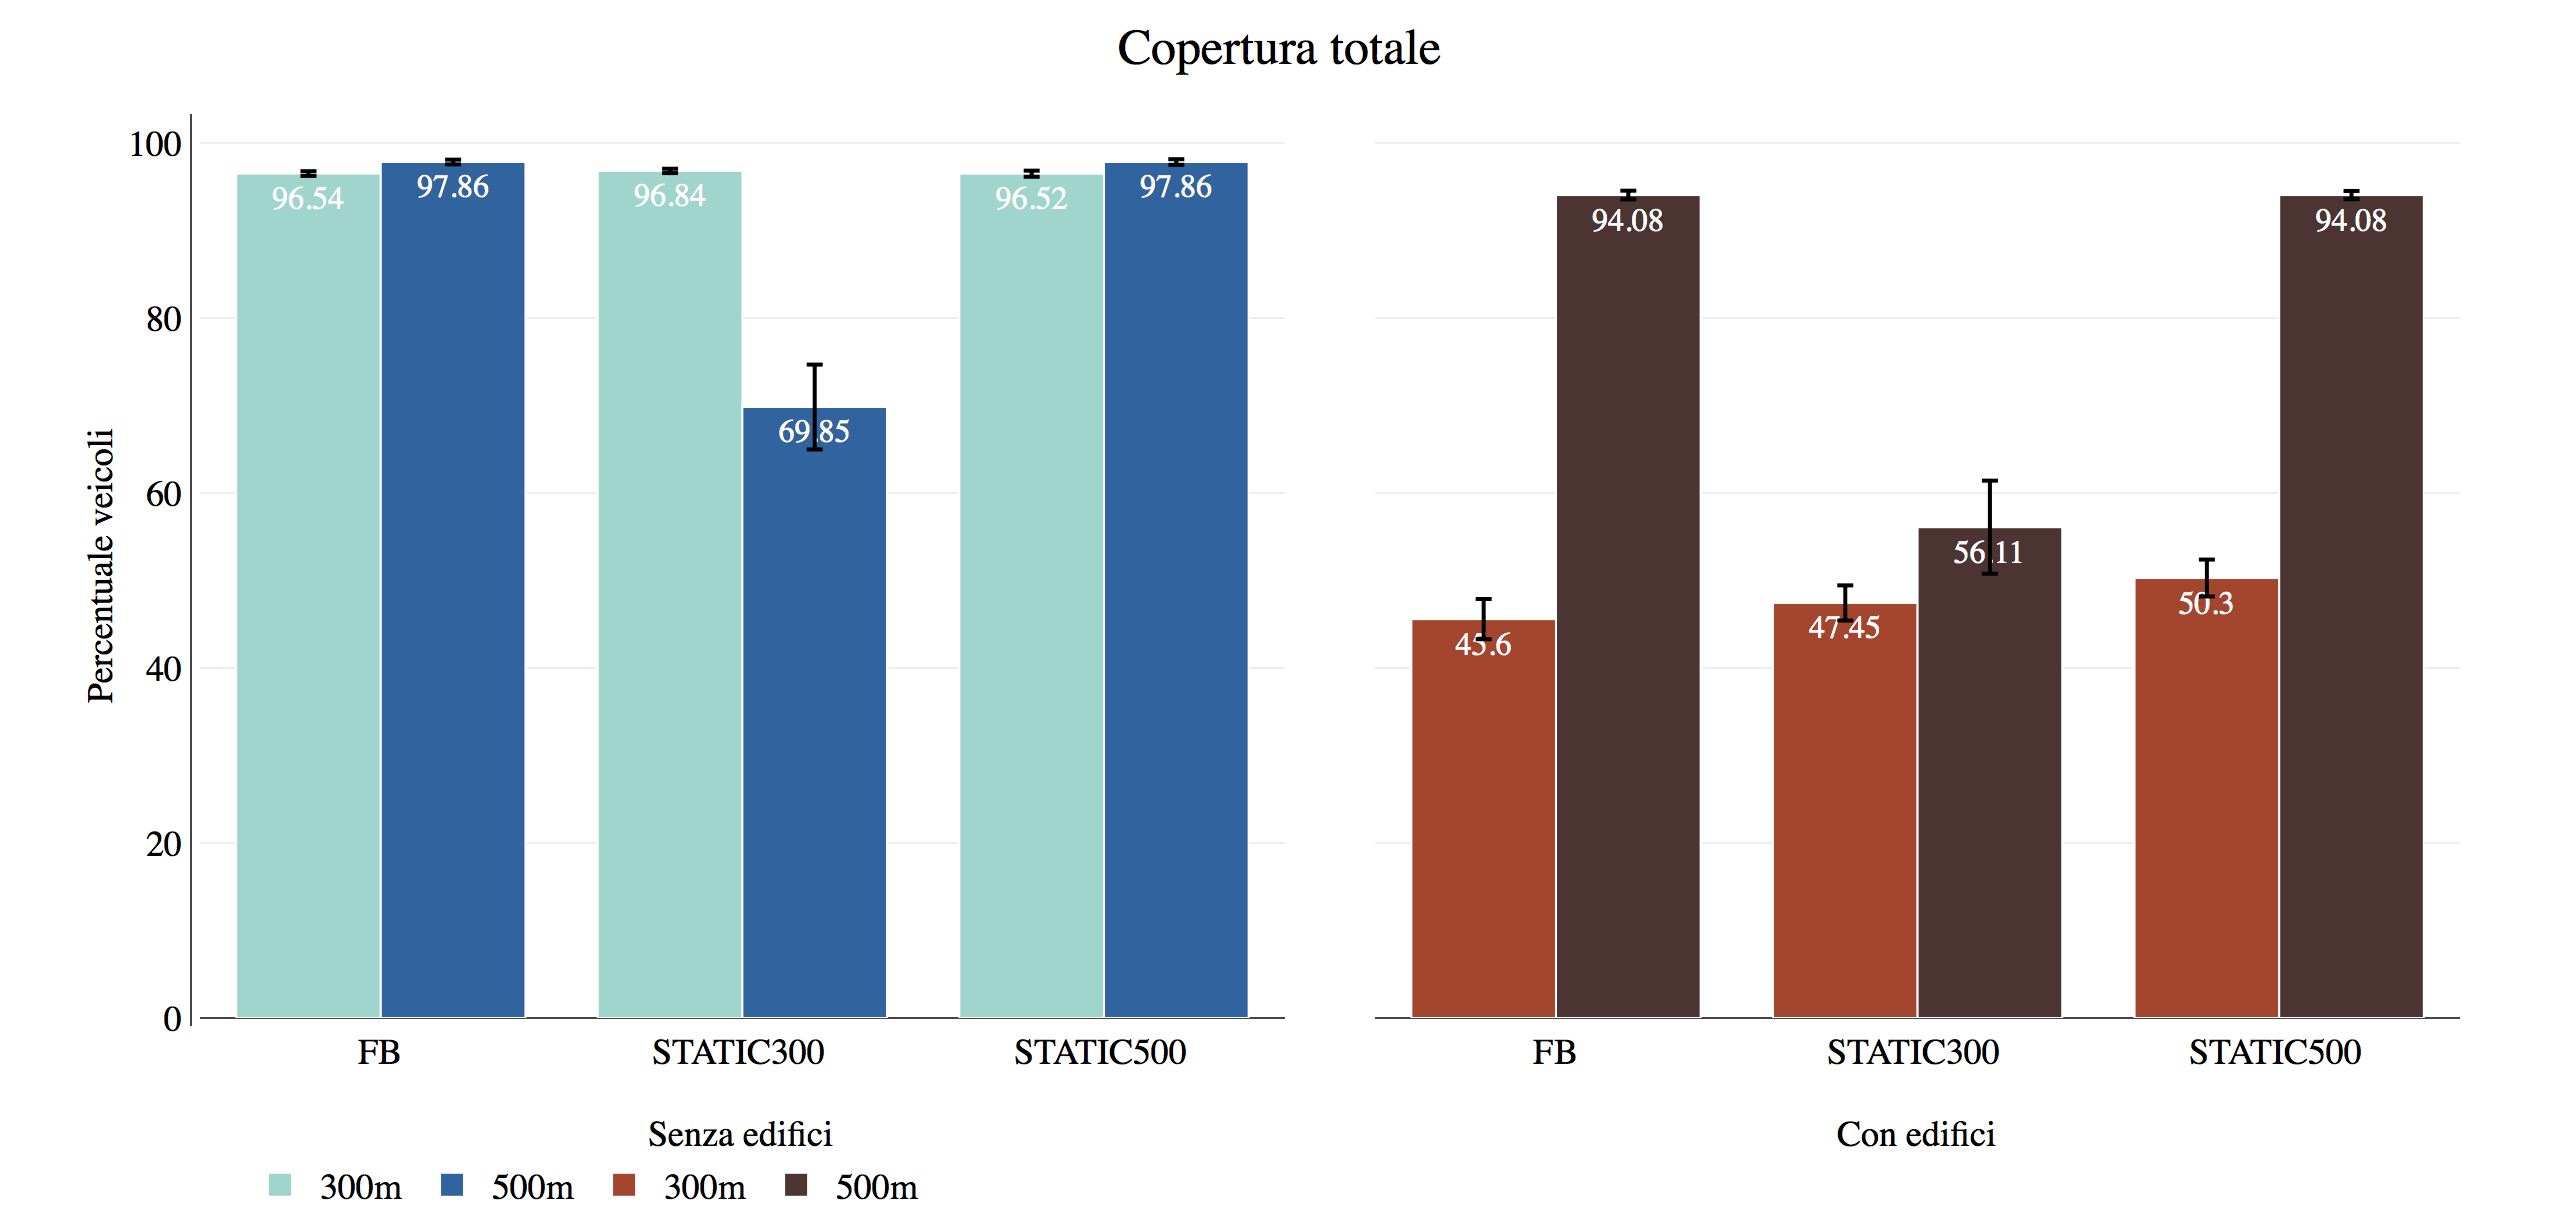 Copertura totale
Percentuale veicoli
100
80
60
40
20
0
96.54
97.86
96.84
69.85
96.52
97.86
FB
STATIC300
STATIC500
Senza edifici
45.6
94.08
47.45
56.11
50.3
94.08
FB
STATIC300
STATIC500
Con edifici
300m 500m 300m 500m